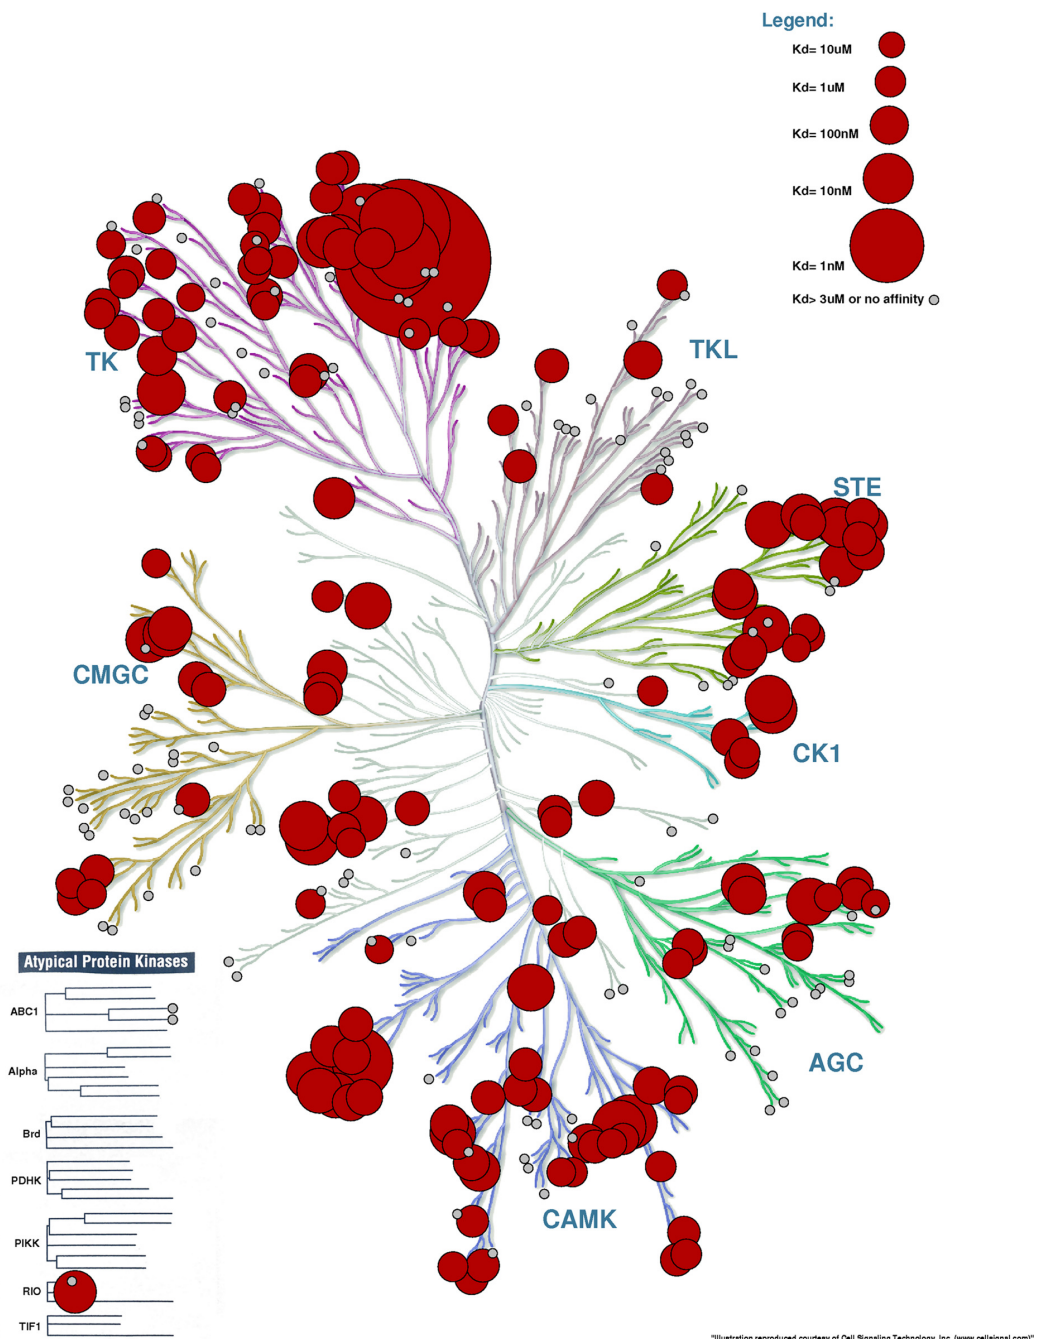 Legend:
Kd= 10uM
Kd= 1uM
Kd= 100nM
Kd= 10nM
Kd= 1nM
Kd> 3uM or no affinity
TK
TKL
STE
CMGC
CK1
AGC
CAMK
Atypical Protein Kinases
ABC1
Alpha
Brd
PDHK
PIKK
RIO
TIF1
"Illustration reproduced courtesy of Cell Signaling Technology, Inc. (www.cellsignal.com)"